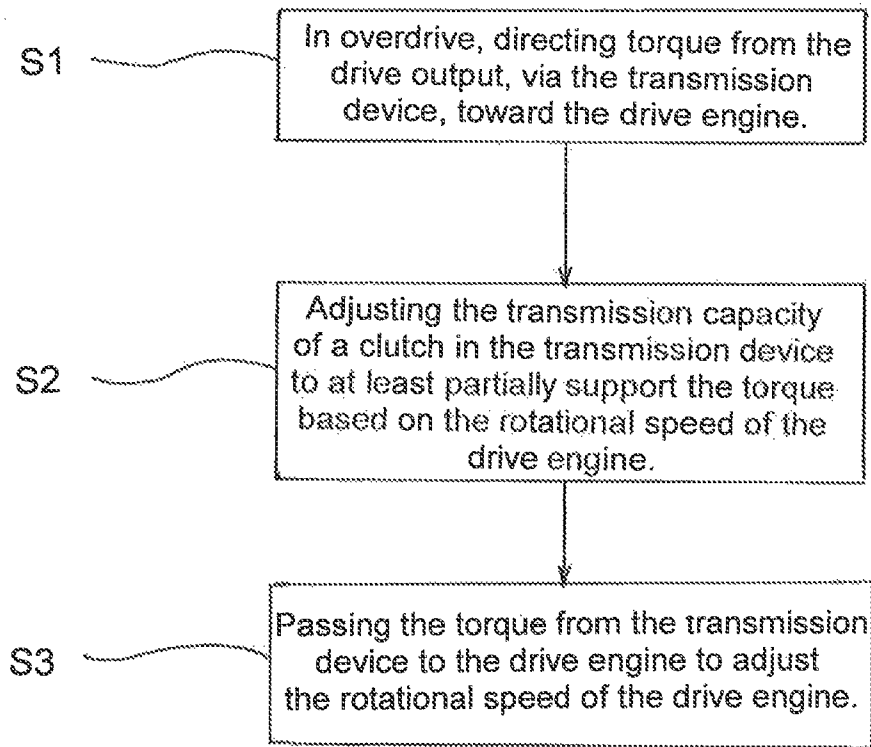 S1
In overdrive, directing torque from the
drive output, via the transmission
device, toward the drive engine.
S2
Adjusting the transmission capacity
of a clutch in the transmission device
to at least partially support the torque
based on the rotational speed of the
drive engine.
S3
Passing the torque from the transmission
device to the drive engine to adjust
the rotational speed of the drive engine.